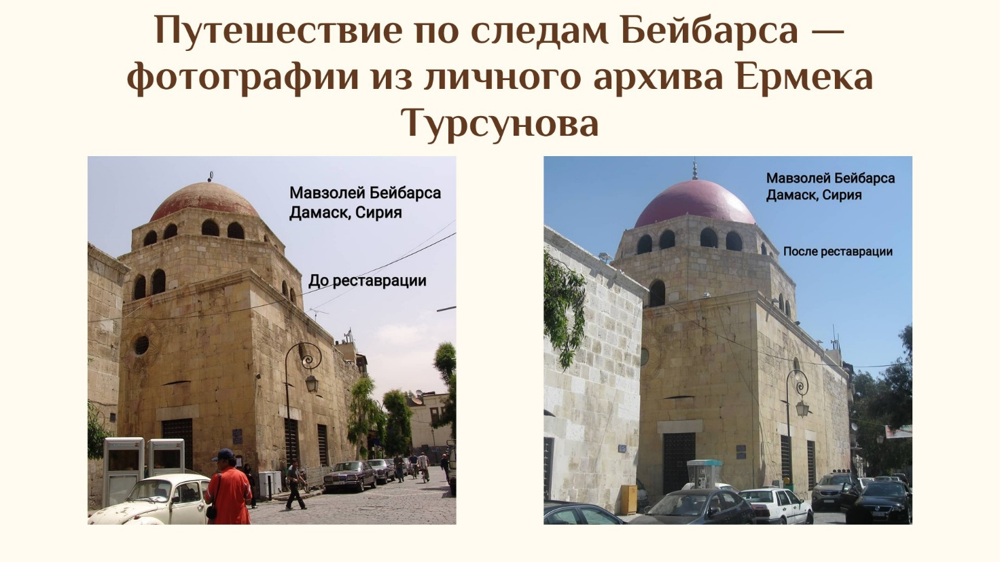 Путешествие по следам Бейбарса —
фотографии из личного архива Ермека
Турсунова
Мавзолей Бейбарса
Дамаск, Сирия
До реставрации
Мавзолей Бейбарса
Дамаск, Сирия
После реставрации